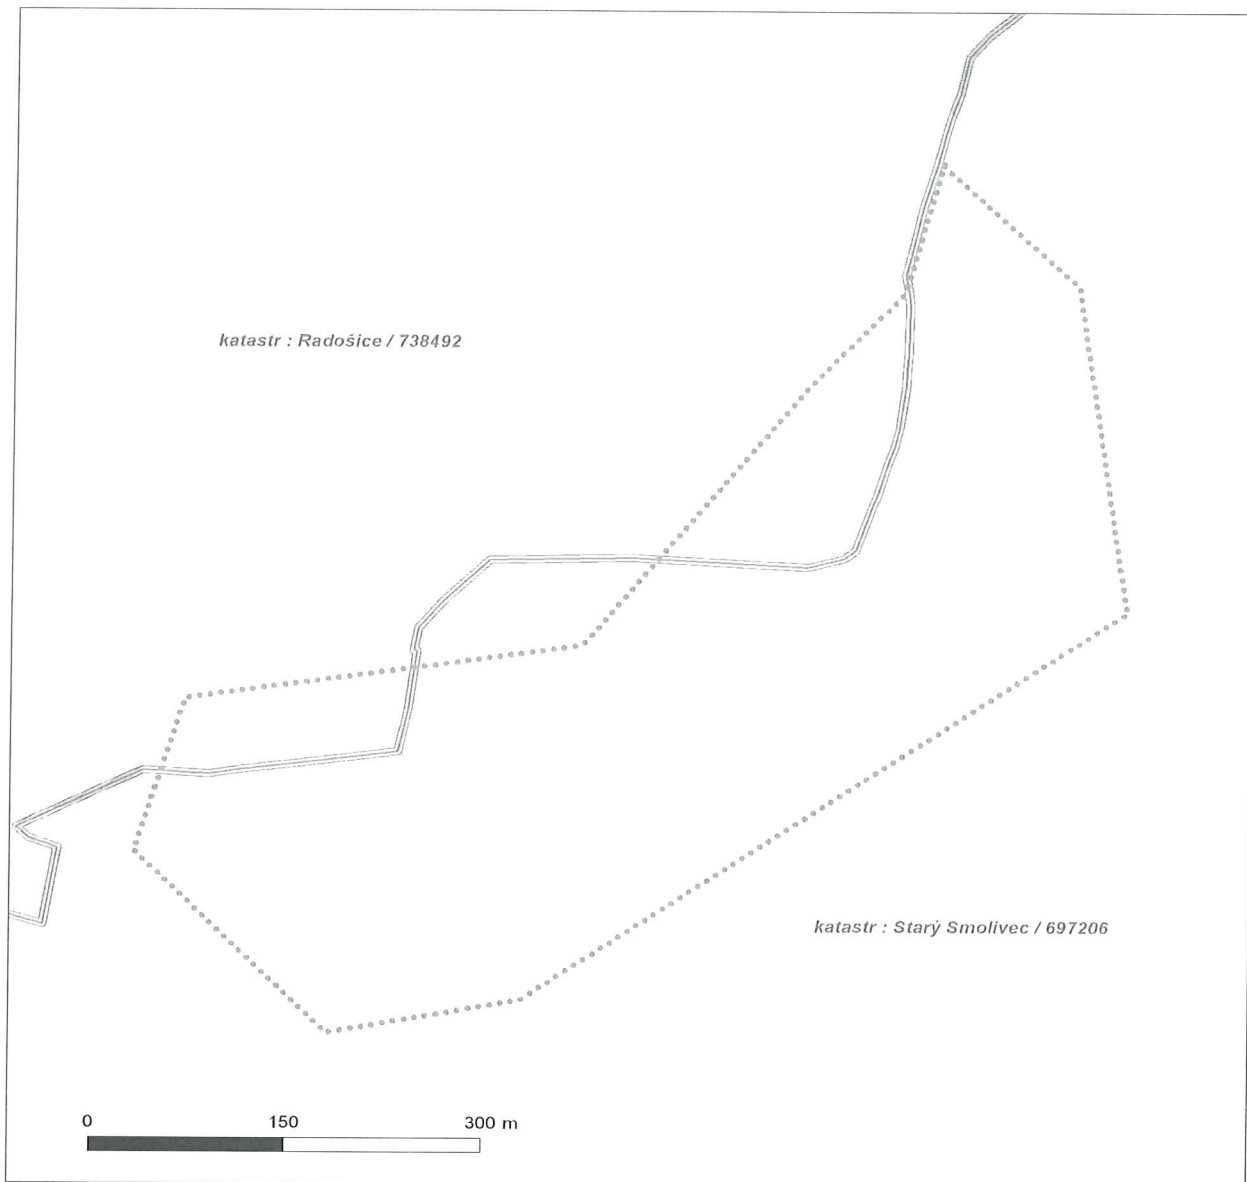 katastr : Radošice / 738492
katastr : Starý Smolivec / 697206
0 150 300 m